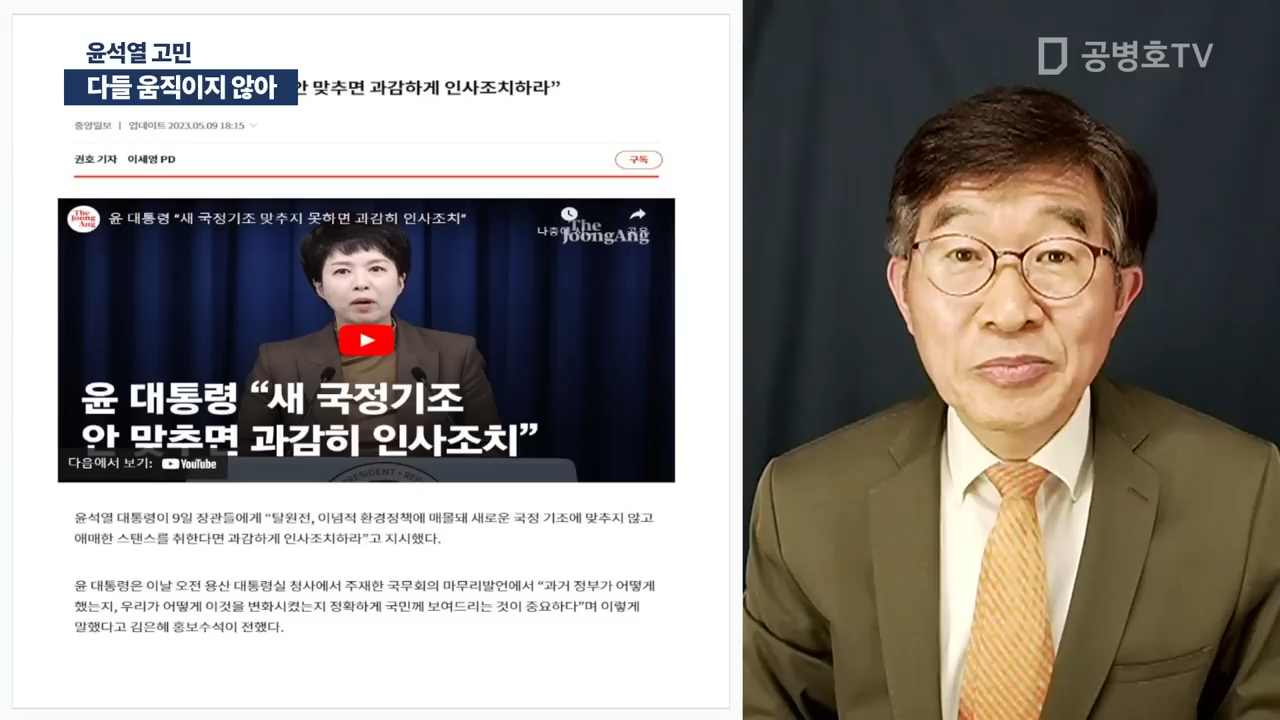 윤석열 고민
다들 움직이지 않아
안 맞추면 과감하게 인사조치하라”
중앙일보 | 업데이트 2023.05.09 18:15
권호 기자 이세영 PD
구독
The JoongAng
윤 대통령 “새 국정기조 맞추지 못하면 과감히 인사조치”
The JoongAng
윤 대통령 “새 국정기조
안 맞추면 과감히 인사조치”
다음에서 보기: YouTube
윤석열 대통령이 9일 장관들에게 “탈원전, 이념적 환경정책에 매몰돼 새로운 국정 기조에 맞추지 않고
애매한 스탠스를 취한다면 과감하게 인사조치하라”고 지시했다.
윤 대통령은 이날 오전 용산 대통령실 청사에서 주재한 국무회의 마무리발언에서 “과거 정부가 어떻게
했는지, 우리가 어떻게 이것을 변화시켰는지 정확하게 국민께 보여드리는 것이 중요하다”며 이렇게
말했다고 김은혜 홍보수석이 전했다.
공병호TV